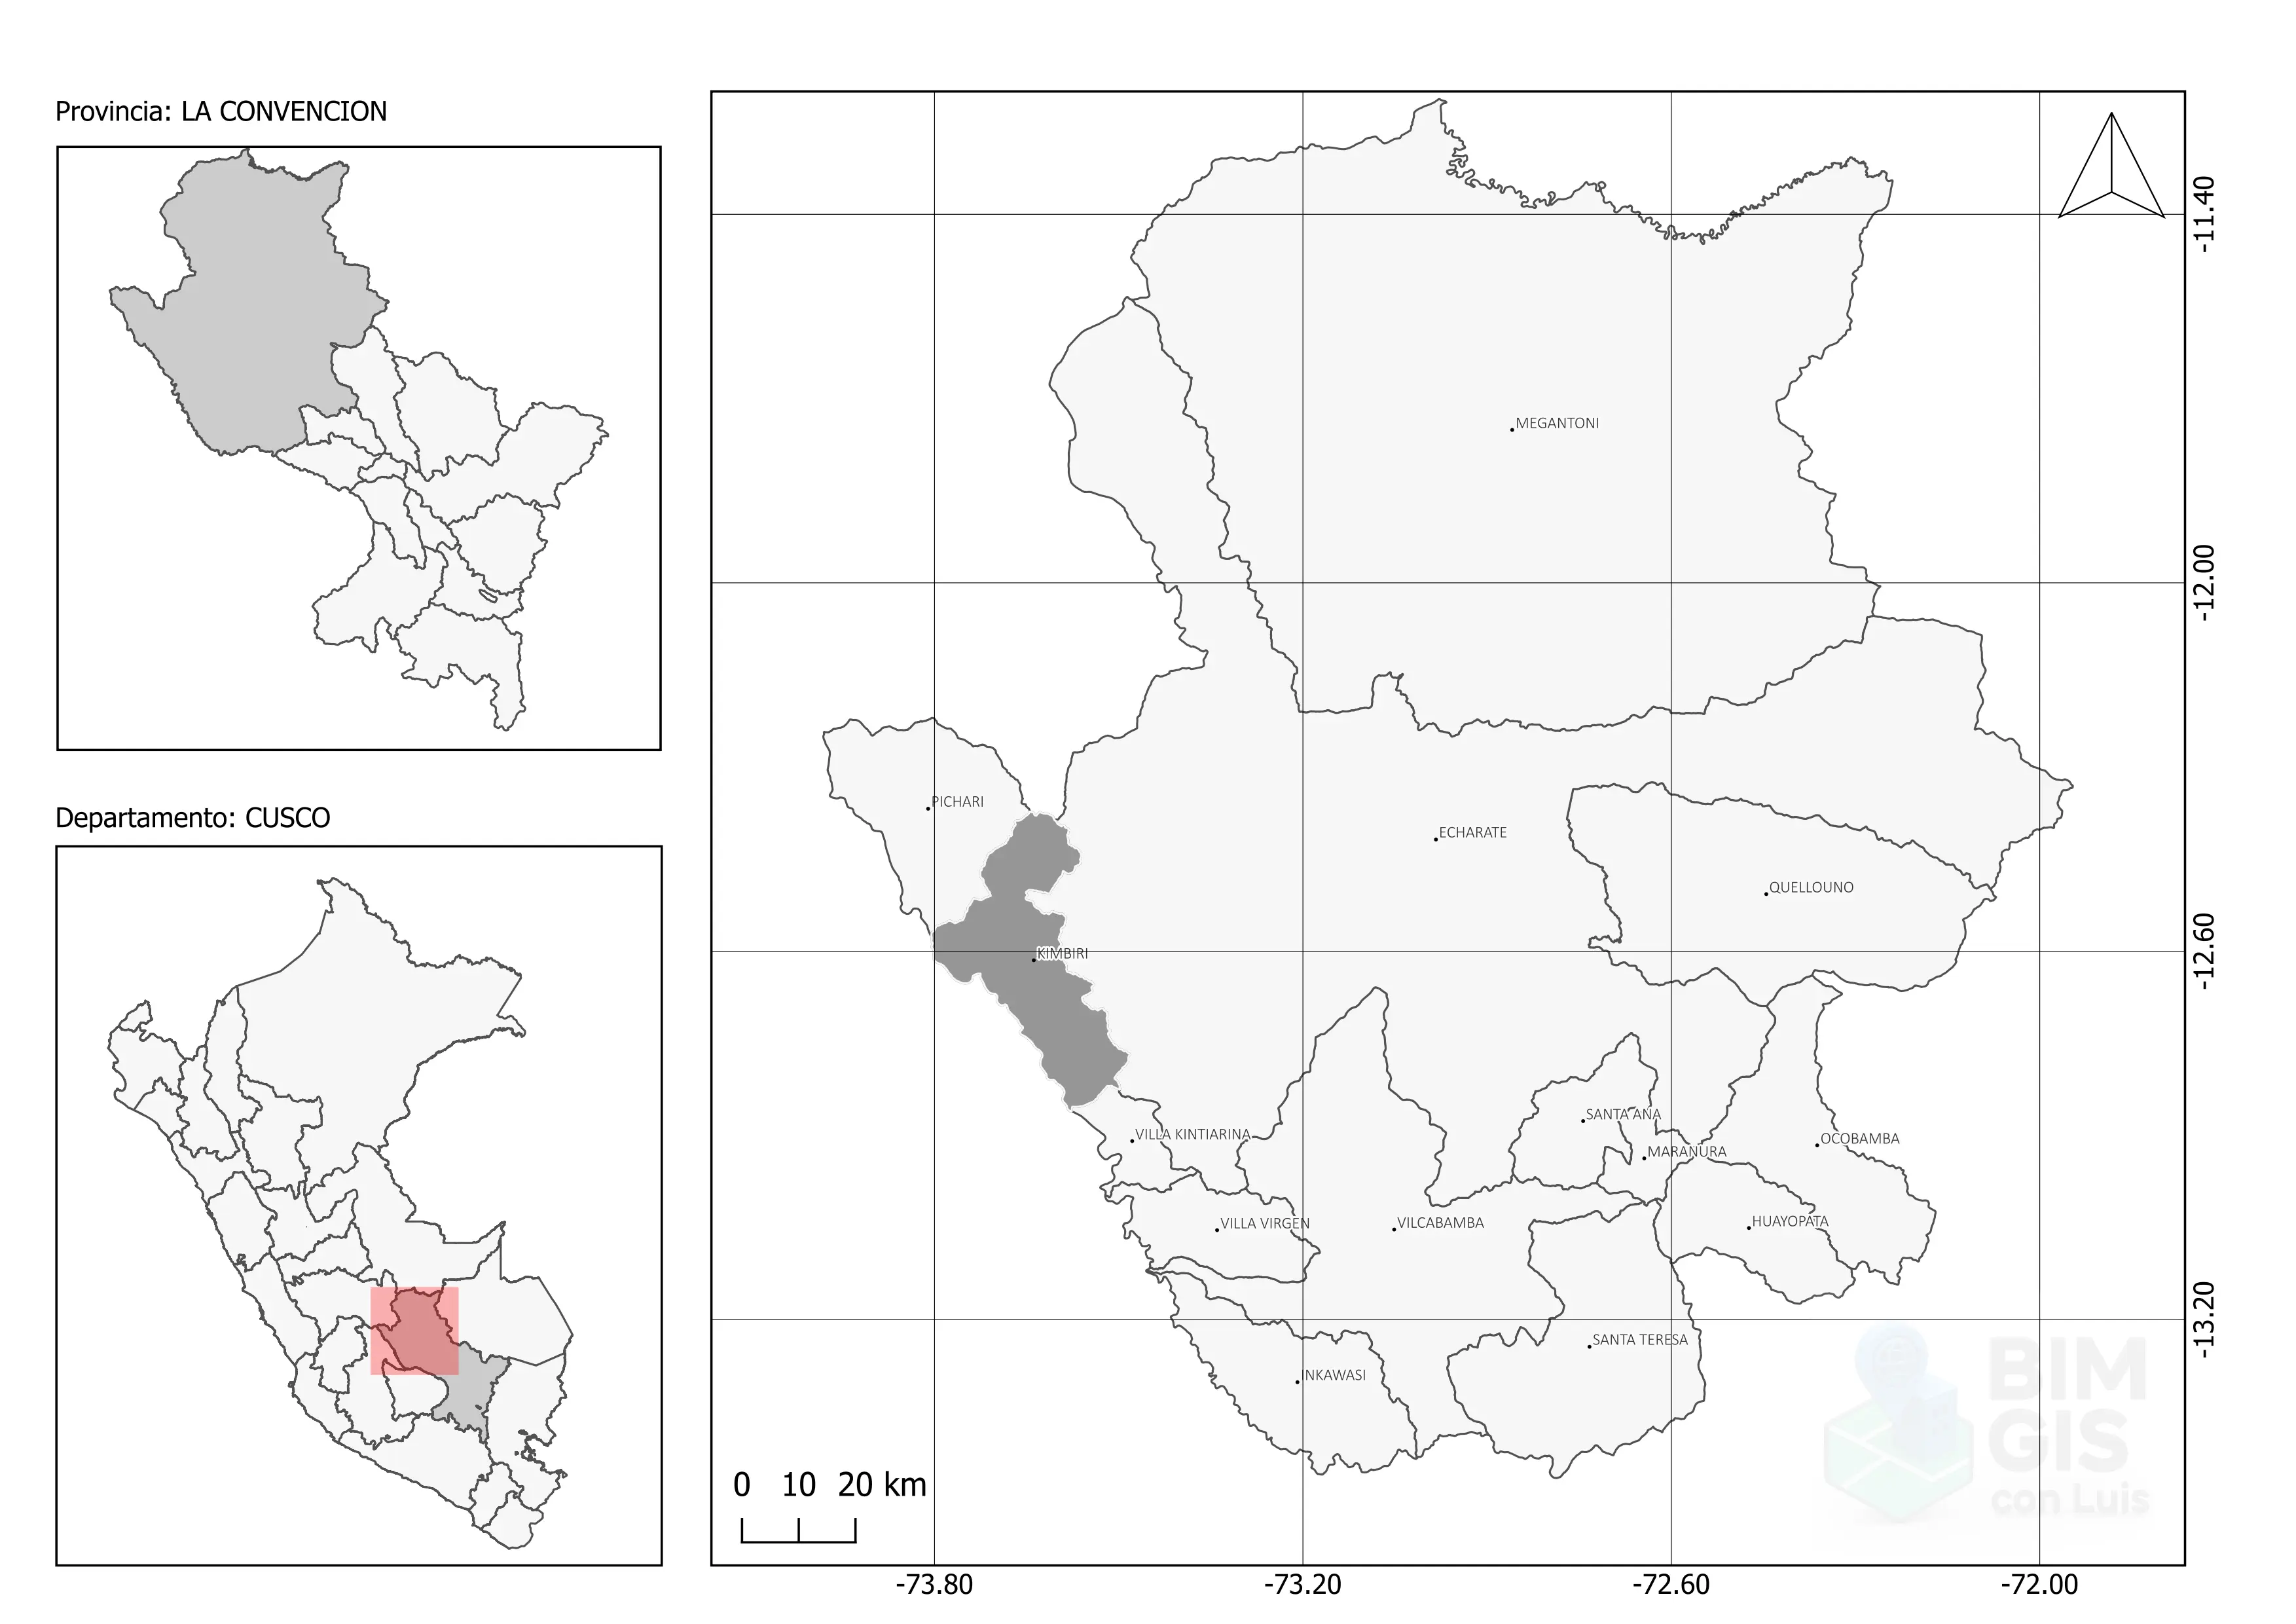 Provincia: LA CONVENCION
Departamento: CUSCO
MEGANTONI
PICHARI
ECHARATE
QUELLOUNO
KIMBIRI
SANTA ANA
VILLA KINTIARINA
OCOBAMBA
MARANURA
VILLA VIRGEN
VILCABAMBA
HUAYOPATA
SANTA TERESA
INKAWASI
BIM
GIS
con Luis
0 10 20 km
-73.80 -73.20 -72.60 -72.00
-11.40
-12.00
-12.60
-13.20